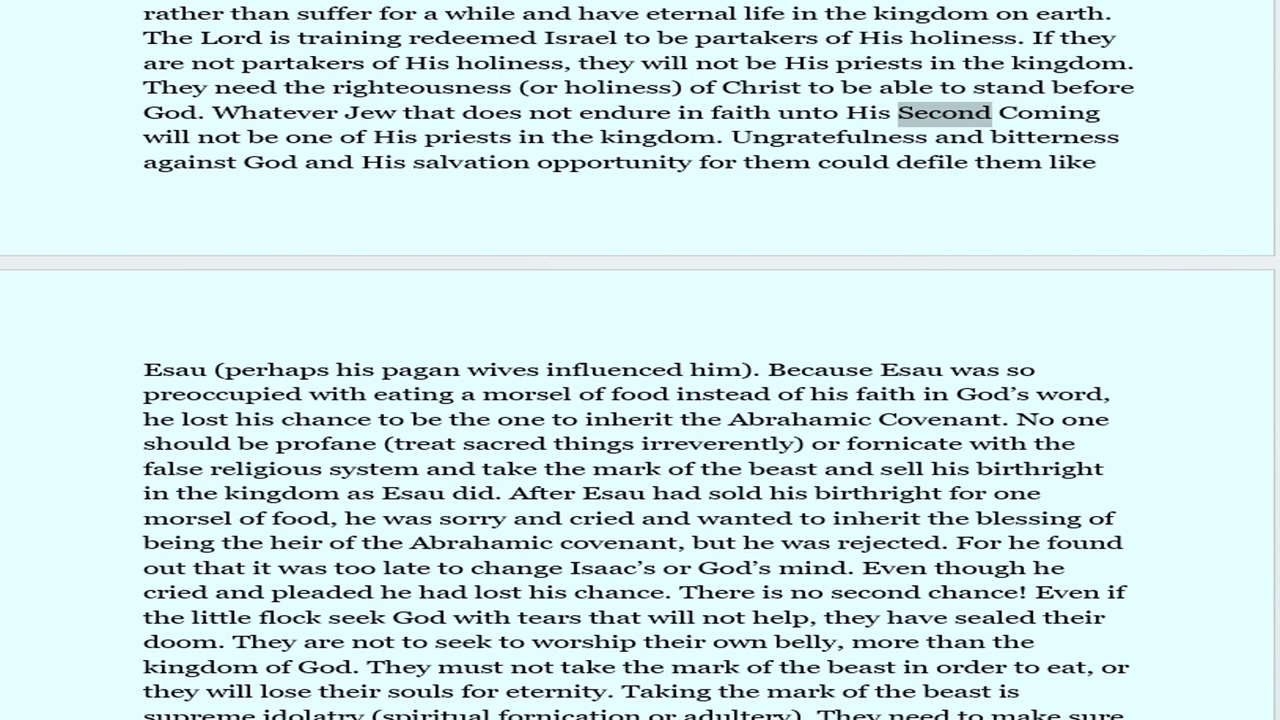 rather than suffer for a while and have eternal life in the kingdom on earth.
The Lord is training redeemed Israel to be partakers of His holiness. If they
are not partakers of His holiness, they will not be His priests in the kingdom.
They need the righteousness (or holiness) of Christ to be able to stand before
God. Whatever Jew that does not endure in faith unto His Second Coming
will not be one of His priests in the kingdom. Ungratefulness and bitterness
against God and His salvation opportunity for them could defile them like
Esau (perhaps his pagan wives influenced him). Because Esau was so
preoccupied with eating a morsel of food instead of his faith in God’s word,
he lost his chance to be the one to inherit the Abrahamic Covenant. No one
should be profane (treat sacred things irreverently) or fornicate with the
false religious system and take the mark of the beast and sell his birthright
in the kingdom as Esau did. After Esau had sold his birthright for one
morsel of food, he was sorry and cried and wanted to inherit the blessing of
being the heir of the Abrahamic covenant, but he was rejected. For he found
out that it was too late to change Isaac’s or God’s mind. Even though he
cried and pleaded he had lost his chance. There is no second chance! Even if
the little flock seek God with tears that will not help, they have sealed their
doom. They are not to seek to worship their own belly, more than the
kingdom of God. They must not take the mark of the beast in order to eat, or
they will lose their souls for eternity. Taking the mark of the beast is
supreme idolatry (spiritual fornication or adultery). They need to make sure